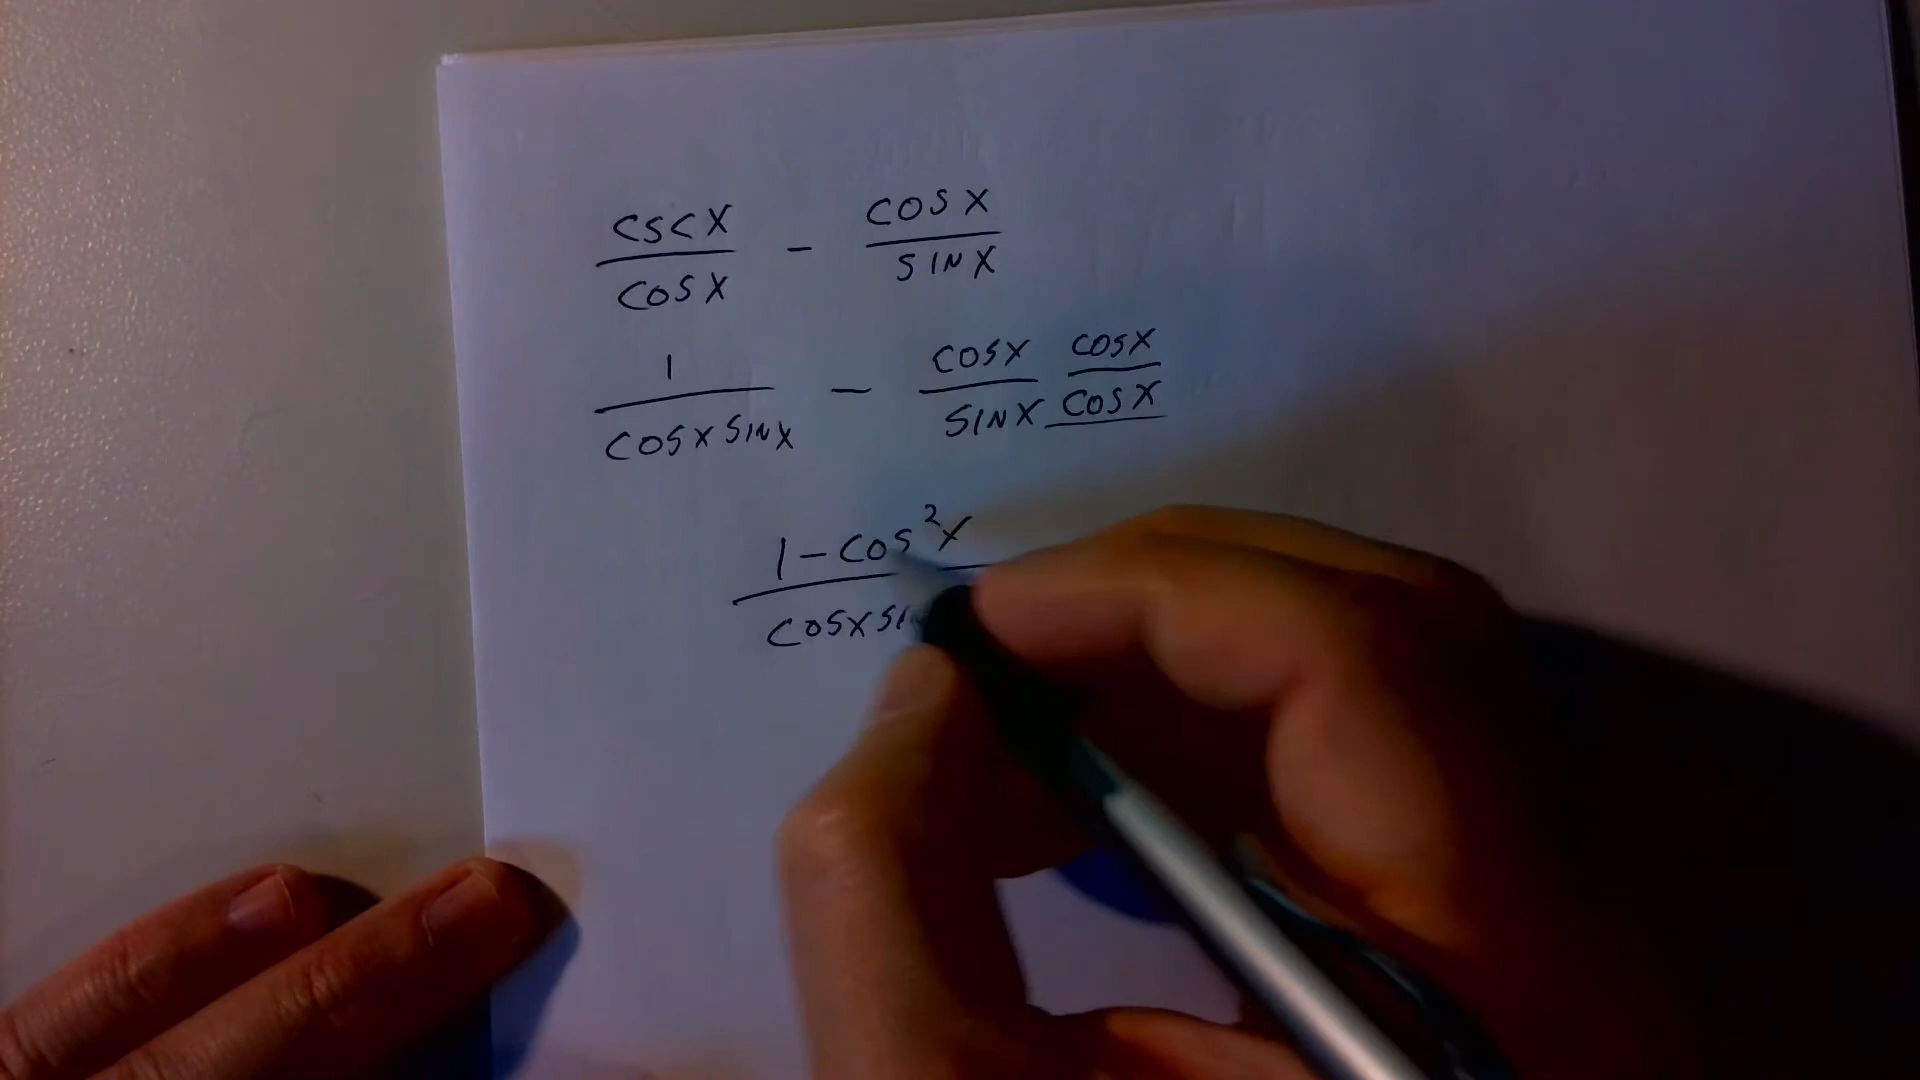 CSCX/COSX - COSX/SINX
1/COSX SINX - COSX/SINX COSX/COSX
1-COS²X/COSX